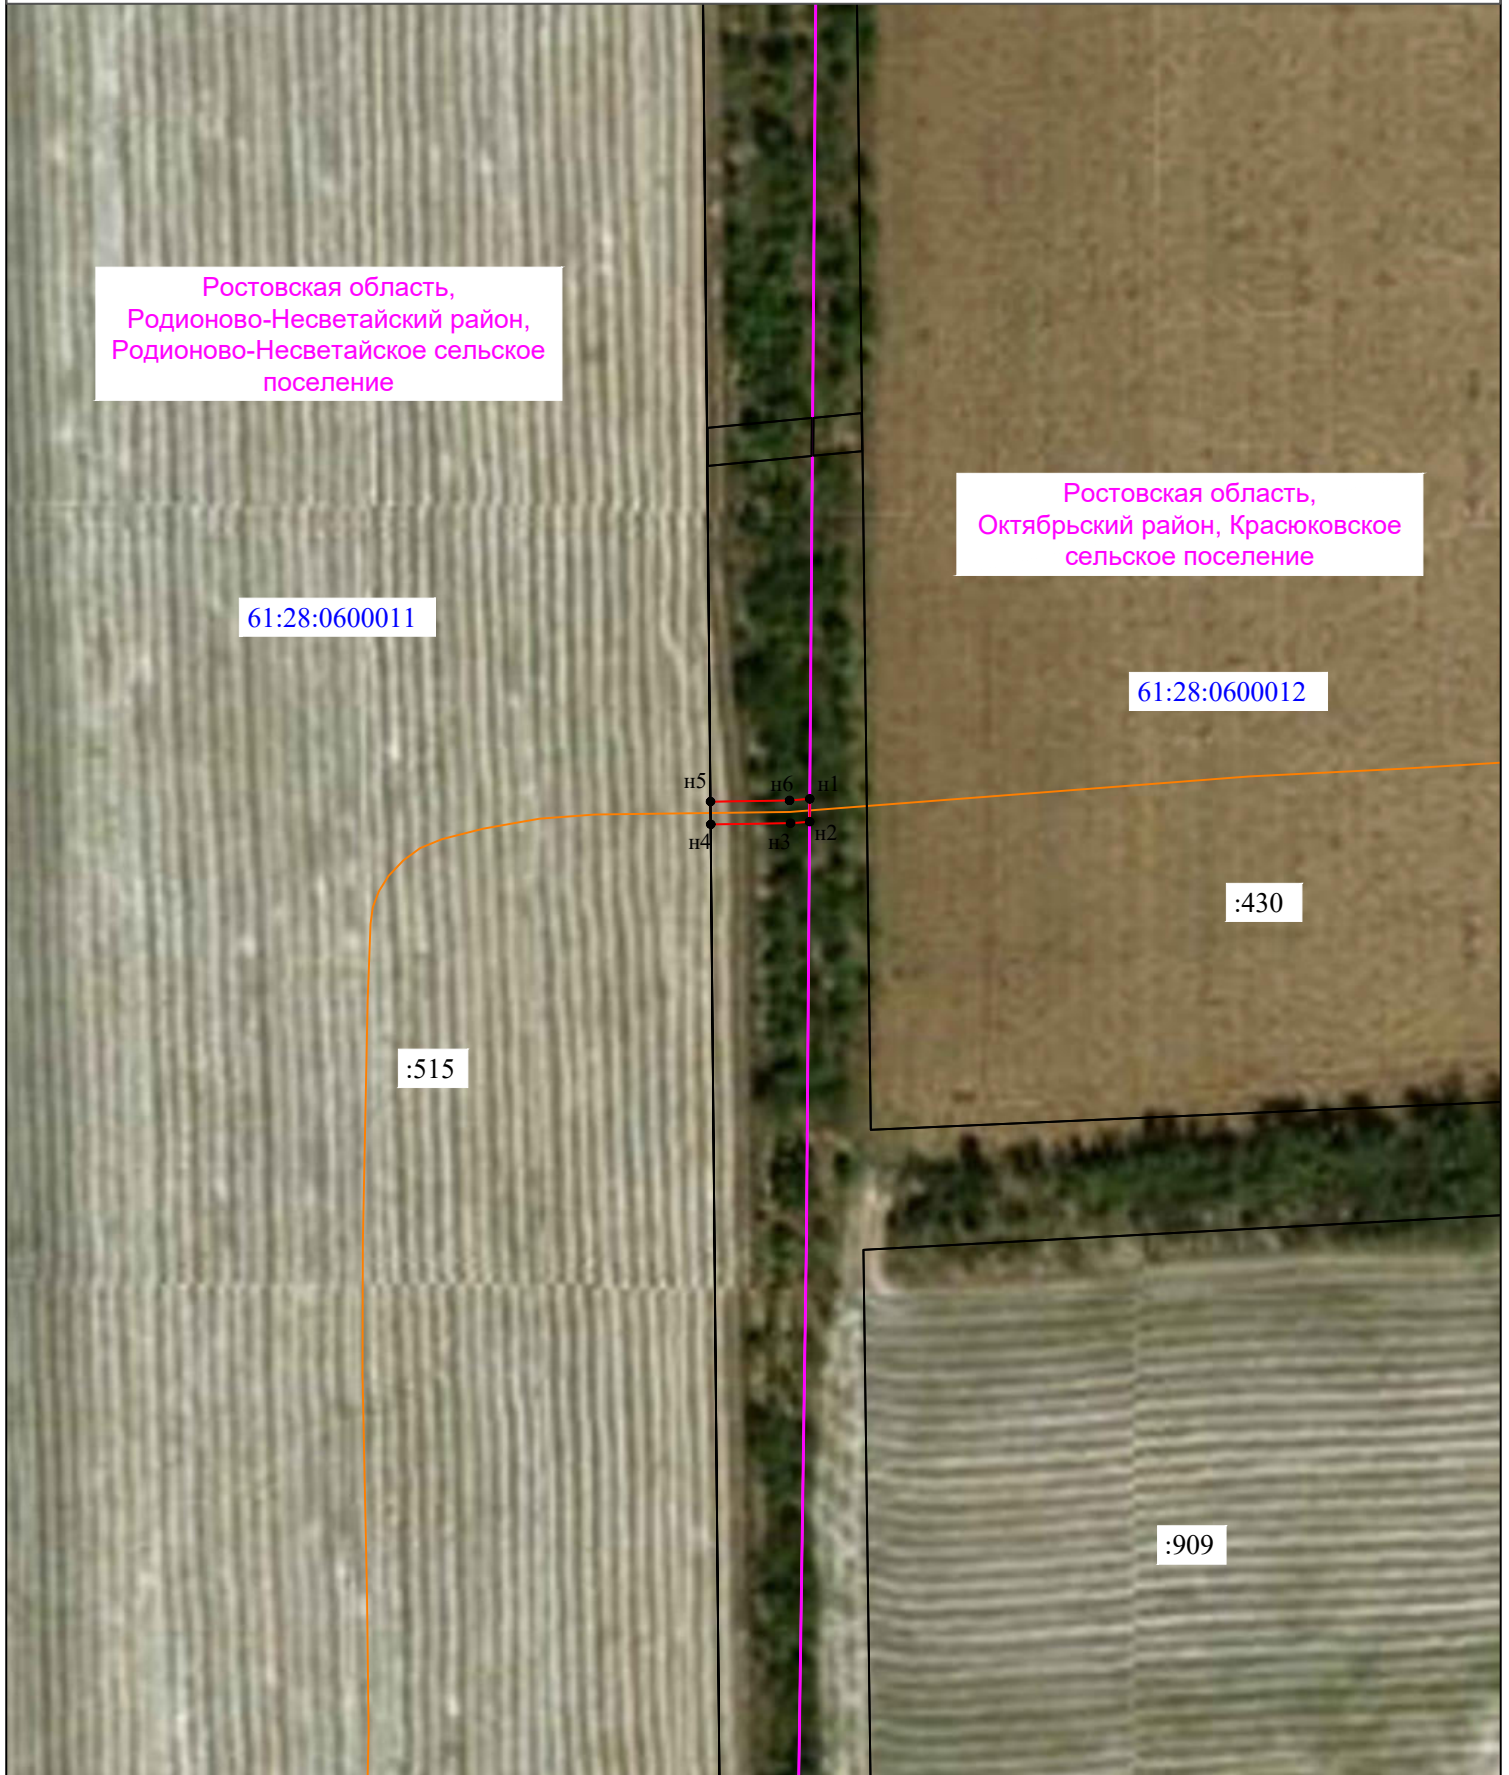 Ростовская область,
Родионово-Несветайский район,
Родионово-Несветайское сельское
поселение
Ростовская область,
Октябрьский район, Красюковское
сельское поселение
61:28:0600011
61:28:0600012
н5
н6
н1
н4
н3
н2
:430
:515
:909